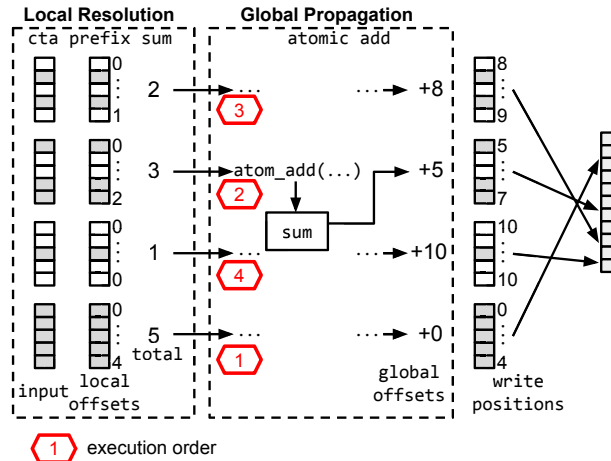 Local Resolution
Global Propagation
cta prefix sum
atomic add
0
⋮
1
2
...
... +8
8
⋮
9
3
0
⋮
2
3
atom_add(...)
+5
5
⋮
7
2
sum
0
⋮
0
1
...
... +10
10
⋮
10
4
0
⋮
4
5
total
...
... +0
0
⋮
4
1
input
local
offsets
global
offsets
write
positions
1 execution order